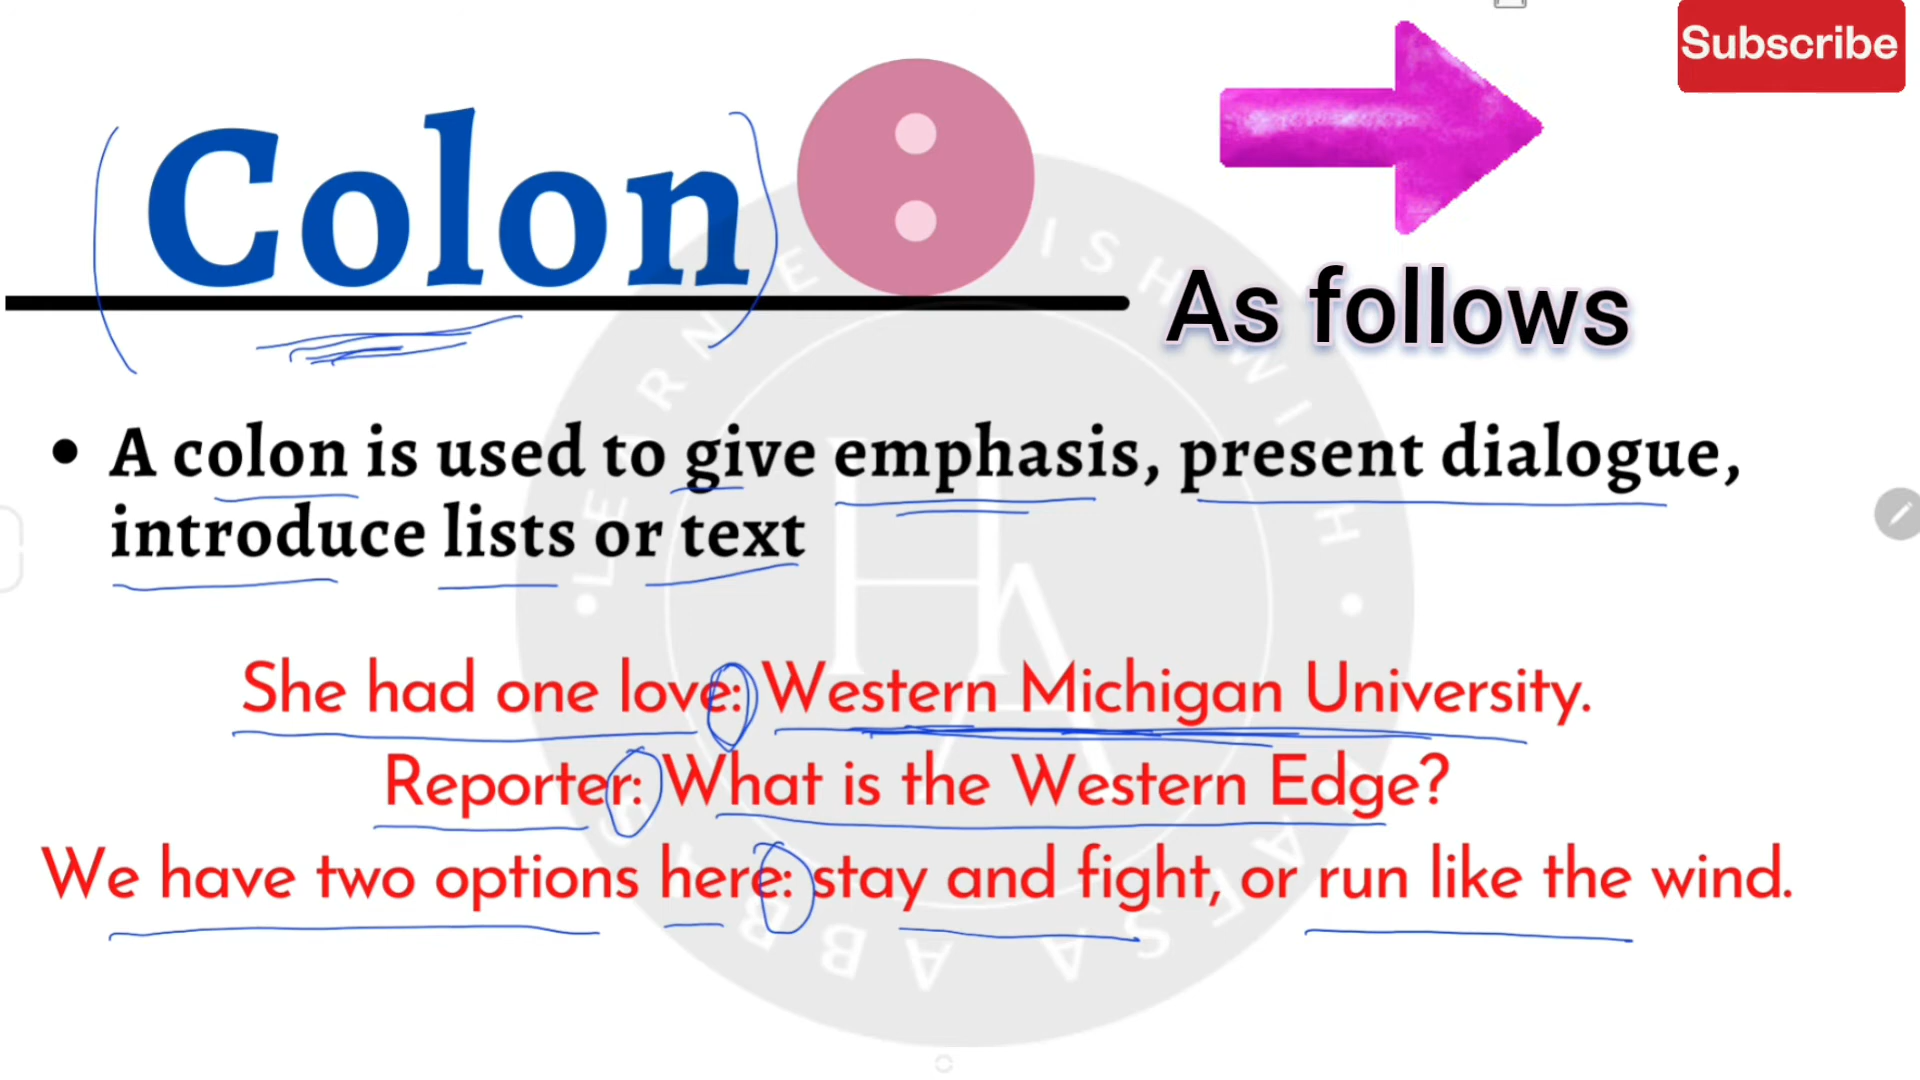 Subscribe
Colon
As follows
• A colon is used to give emphasis, present dialogue,
introduce lists or text
She had one love: Western Michigan University.
Reporter: What is the Western Edge?
We have two options here: stay and fight, or run like the wind.